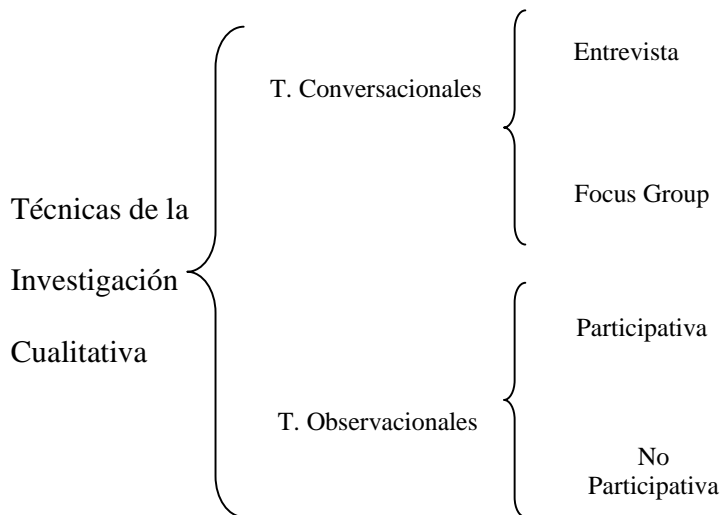 Técnicas de la
Investigación
Cualitativa
T. Conversacionales
Entrevista
Focus Group
T. Observacionales
Participativa
No
Participativa